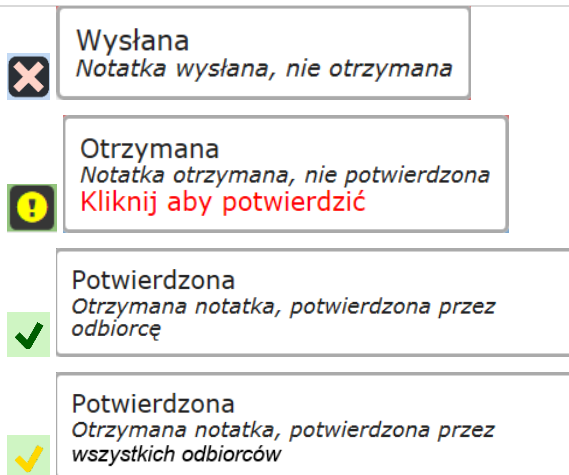 Wysłana
Notatka wysłana, nie otrzymana
Otrzymana
Notatka otrzymana, nie potwierdzona
Kliknij aby potwierdzić
Potwierdzona
Otrzymana notatka, potwierdzona przez
odbiorcę
Potwierdzona
Otrzymana notatka, potwierdzona przez
wszystkich odbiorców